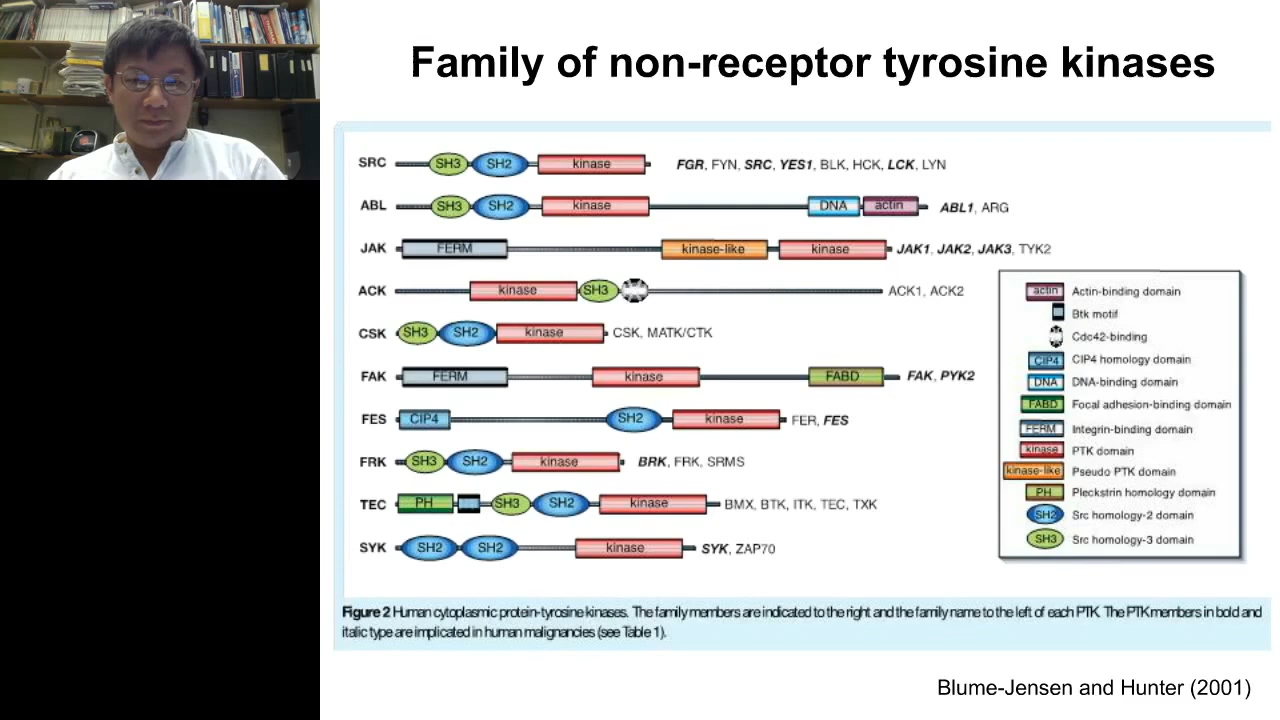 Family of non-receptor tyrosine kinases
SRC SH3 SH2 kinase FGR, FYN, SRC, YES1, BLK, HCK, LCK, LYN
ABL SH3 SH2 kinase DNA actin ABL1, ARG
JAK FERM kinase-like kinase JAK1, JAK2, JAK3, TYK2
ACK kinase SH3 ACK1, ACK2
CSK SH3 SH2 kinase CSK, MATK/CTK
FAK FERM kinase FABD FAK, PYK2
FES CIP4 SH2 kinase FER, FES
FRK SH3 SH2 kinase BRK, FRK, SRMS
TEC PH SH3 SH2 kinase BMX, BTK, ITK, TEC, TXK
SYK SH2 SH2 kinase SYK, ZAP70
actin Actin-binding domain
Btk motif
Cdc42-binding
CIP4 CIP4 homology domain
DNA DNA-binding domain
FABD Focal adhesion-binding domain
FERM Integrin-binding domain
kinase PTK domain
kinase-like Pseudo PTK domain
PH Pleckstrin homology domain
SH2 Src homology-2 domain
SH3 Src homology-3 domain
Figure 2 Human cytoplasmic protein-tyrosine kinases. The family members are indicated to the right and the family name to the left of each PTK. The PTK members in bold and
italic type are implicated in human malignancies (see Table 1).
Blume-Jensen and Hunter (2001)